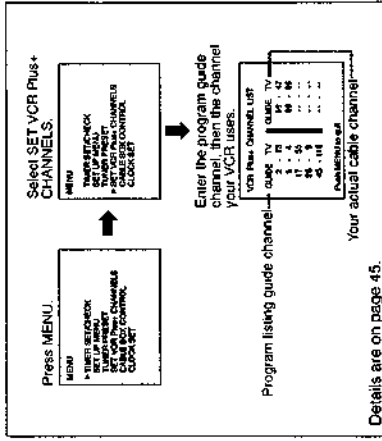 Press MENU.
MENU
▶TIMER SET/CHECK
SET UP MENU
TUNER PRESET
SET VCR Plus+ CHANNELS
CABLE BOX CONTROL
CLOCK SET
Select SET VCR Plus+
CHANNELS.
MENU
TIMER SET/CHECK
SET UP MENU
TUNER PRESET
▶SET VCR Plus+ CHANNELS
CABLE BOX CONTROL
CLOCK SET
Enter the program guide
channel, then the channel
your VCR uses.
Program listing guide channel
VCR Plus+ CHANNEL LIST
GUIDE TV GUIDE TV
Push MENU to quit
Your actual cable channel
Details are on page 45.